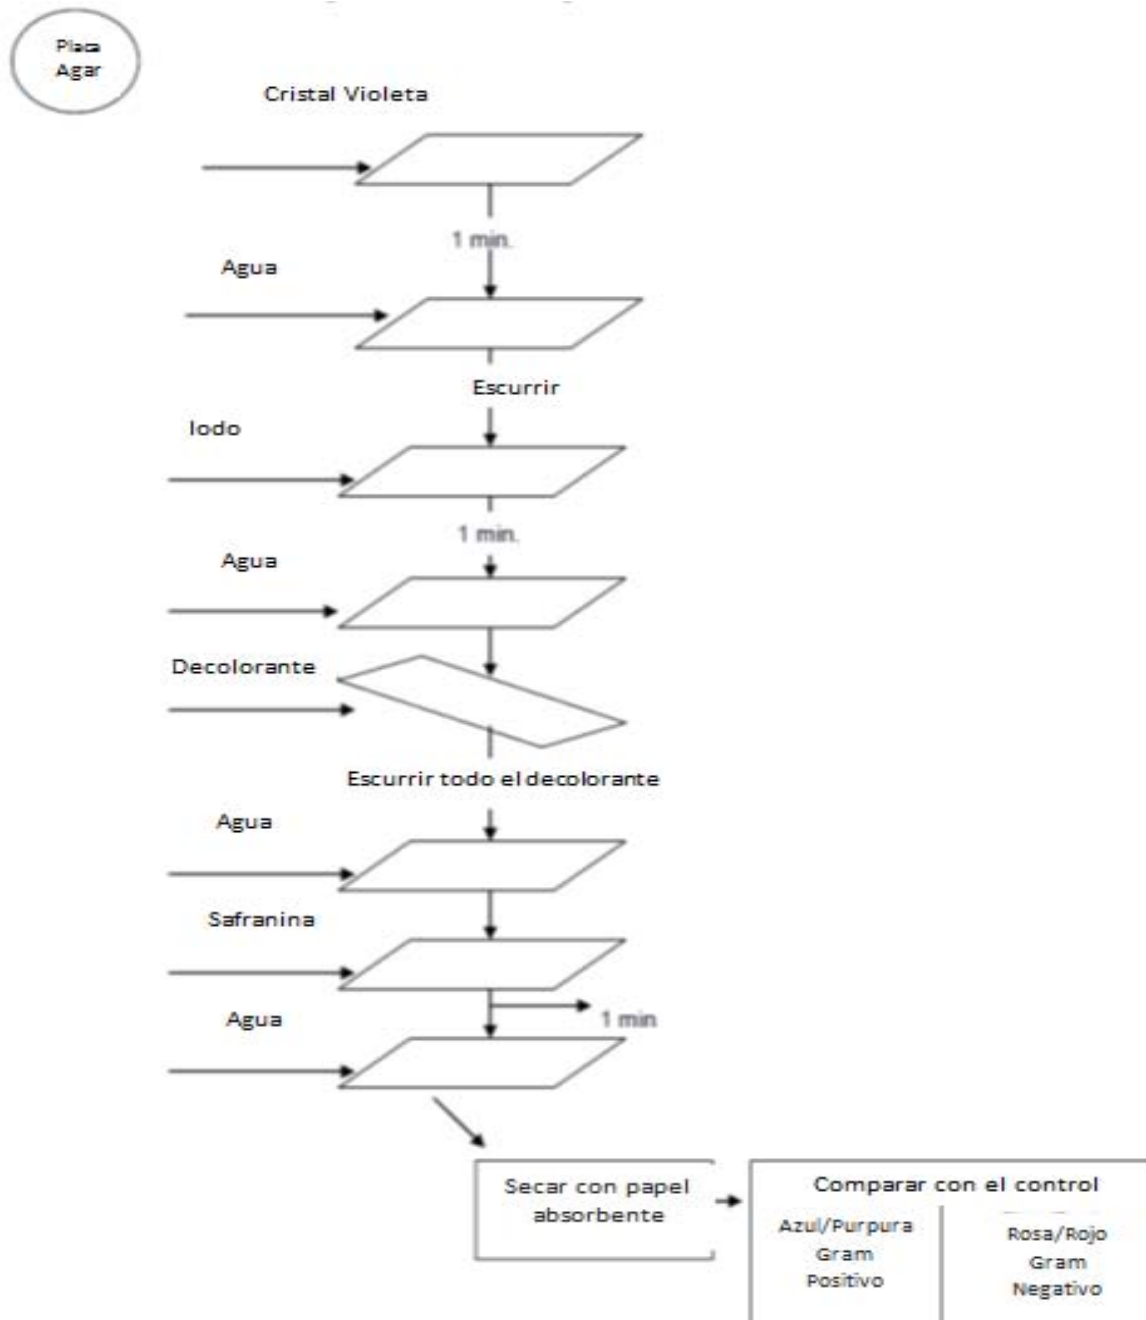 Placa
Agar
Cristal Violeta
1 min.
Agua
Escurrir
Iodo
1 min.
Agua
Decolorante
Escurrir todo el decolorante
Agua
Safranina
1 min
Agua
Secar con papel
absorbente
Comparar con el control
Azul/Purpura
Gram
Positivo
Rosa/Rojo
Gram
Negativo